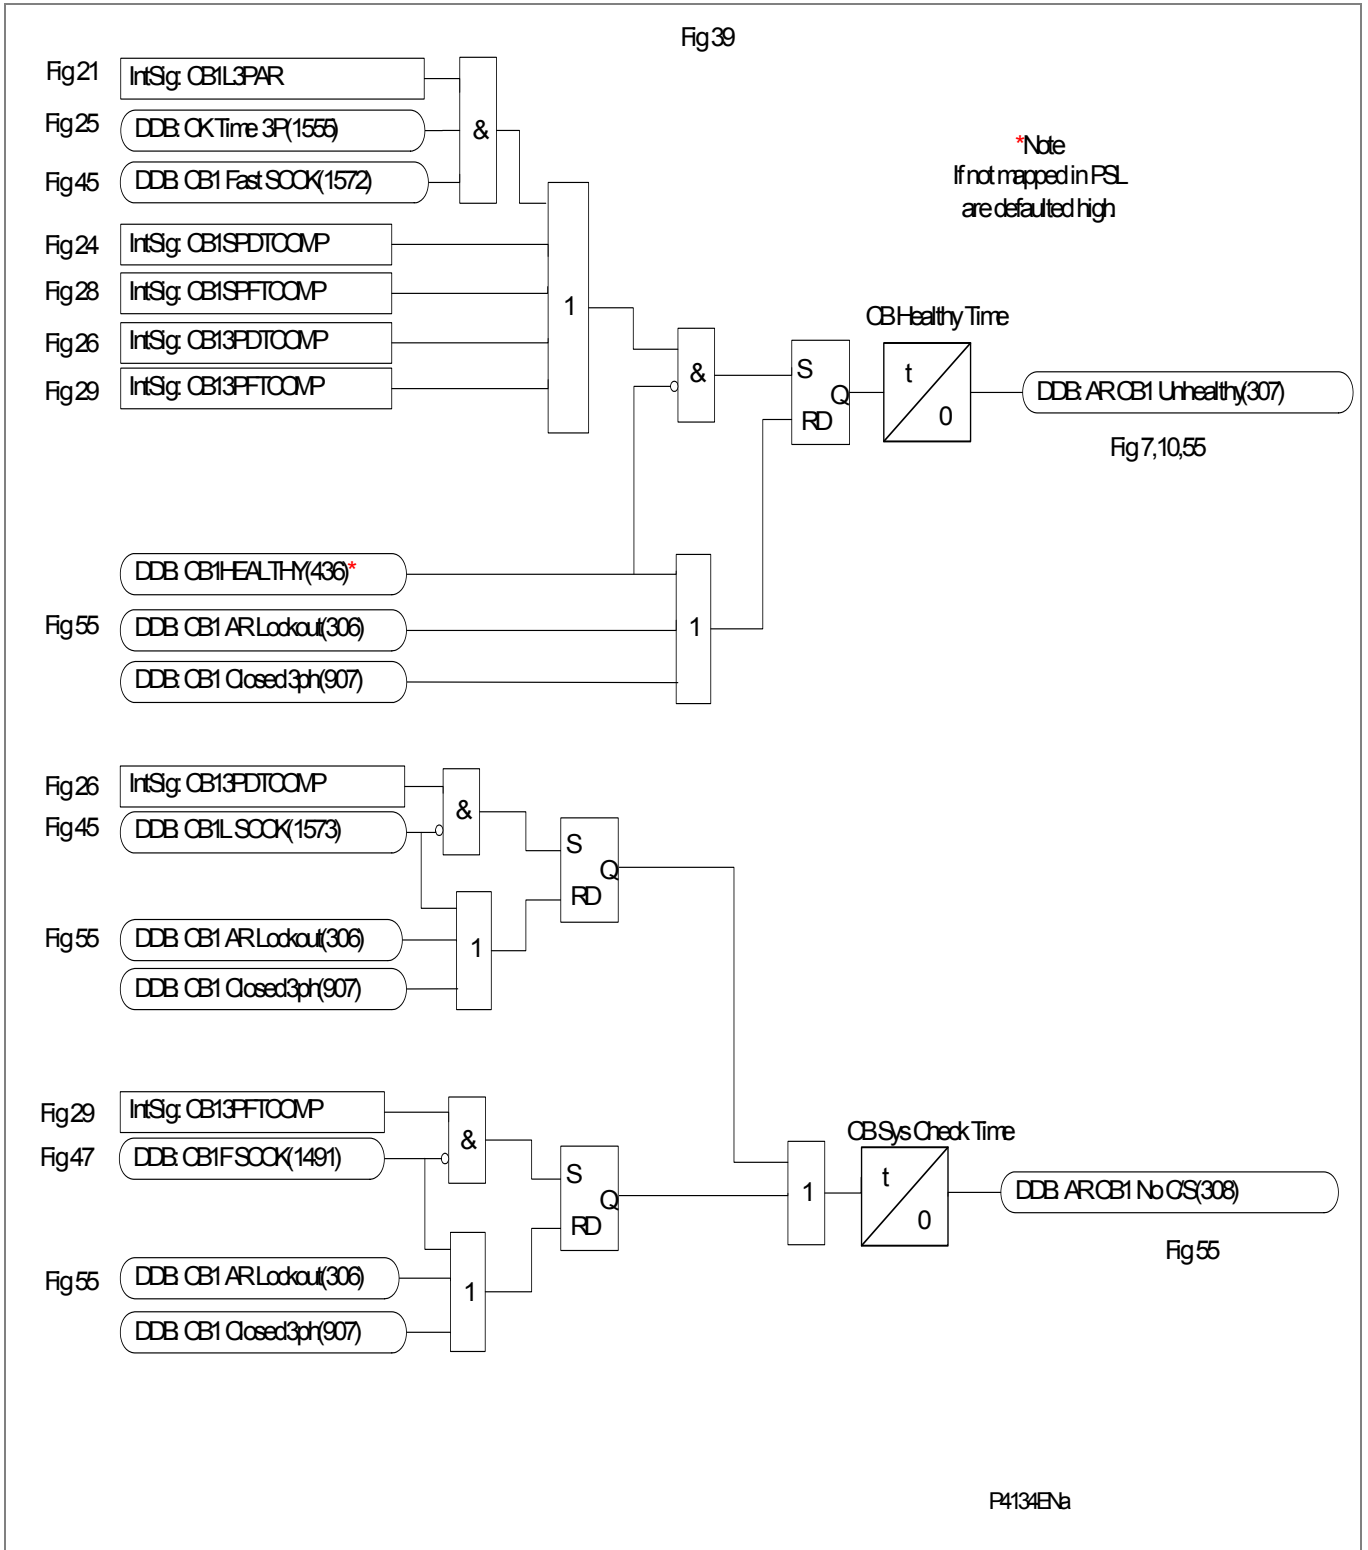 Fig 39
Fig 21
IntSig: CB1L3PAR
Fig 25
DDB: OK Time 3P(1555)
&
Fig 45
DDB: CB1 Fast SCOK(1572)
*Note
If not mapped in PSL
are defaulted high.
Fig 24
IntSig: CB1SPDTCOMP
Fig 28
IntSig: CB1SPFTCOMP
1
Fig 26
IntSig: CB13PDTCOMP
Fig 29
IntSig: CB13PFTCOMP
&
S
Q
RD
CB Healthy Time
t
0
DDB: AR CB1 Unhealthy(307)
Fig 7,10,55
DDB: CB1HEALTHY(436)*
Fig 55
DDB: CB1 AR Lockout(306)
1
DDB: CB1 Closed 3ph(907)
Fig 26
IntSig: CB13PDTCOMP
&
Fig 45
DDB: CB1L SCOK(1573)
S
Q
RD
Fig 55
DDB: CB1 AR Lockout(306)
1
DDB: CB1 Closed 3ph(907)
Fig 29
IntSig: CB13PFTCOMP
&
Fig 47
DDB: CB1F SCOK(1491)
S
Q
RD
1
CB Sys Check Time
t
0
DDB: AR CB1 No C/S(308)
Fig 55
Fig 55
DDB: CB1 AR Lockout(306)
1
DDB: CB1 Closed 3ph(907)
P4134ENa